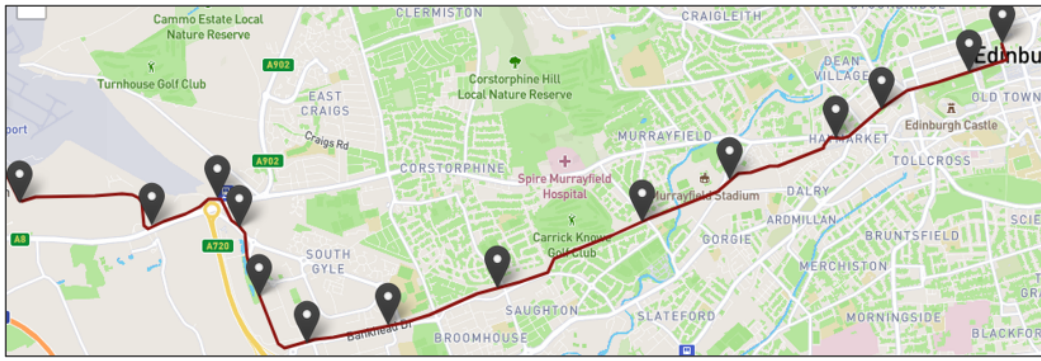 Cammo Estate Local
Nature Reserve
CLERMISTON
CRAIGLEITH
A902
Turnhouse Golf Club
Corstorphine Hill
Local Nature Reserve
DEAN
VILLAGE
Edinbu
EAST
CRAIGS
OLD TOWN
Edinburgh Castle
port
Craigs Rd
MURRAYFIELD
HAYMARKET
A902
CORSTORPHINE
Spire Murrayfield
Hospital
TOLLCROSS
Murrayfield Stadium
DALRY
ARDMILLAN
SCIE
A8
A720
SOUTH
GYLE
Carrick Knowe
Golf Club
GORGIE
BRUNTSFIELD
MERCHISTON
GRA
SAUGHTON
SLATEFORD
Bankhead Dr
BROOMHOUSE
MORNINGSIDE
BLACKFOR